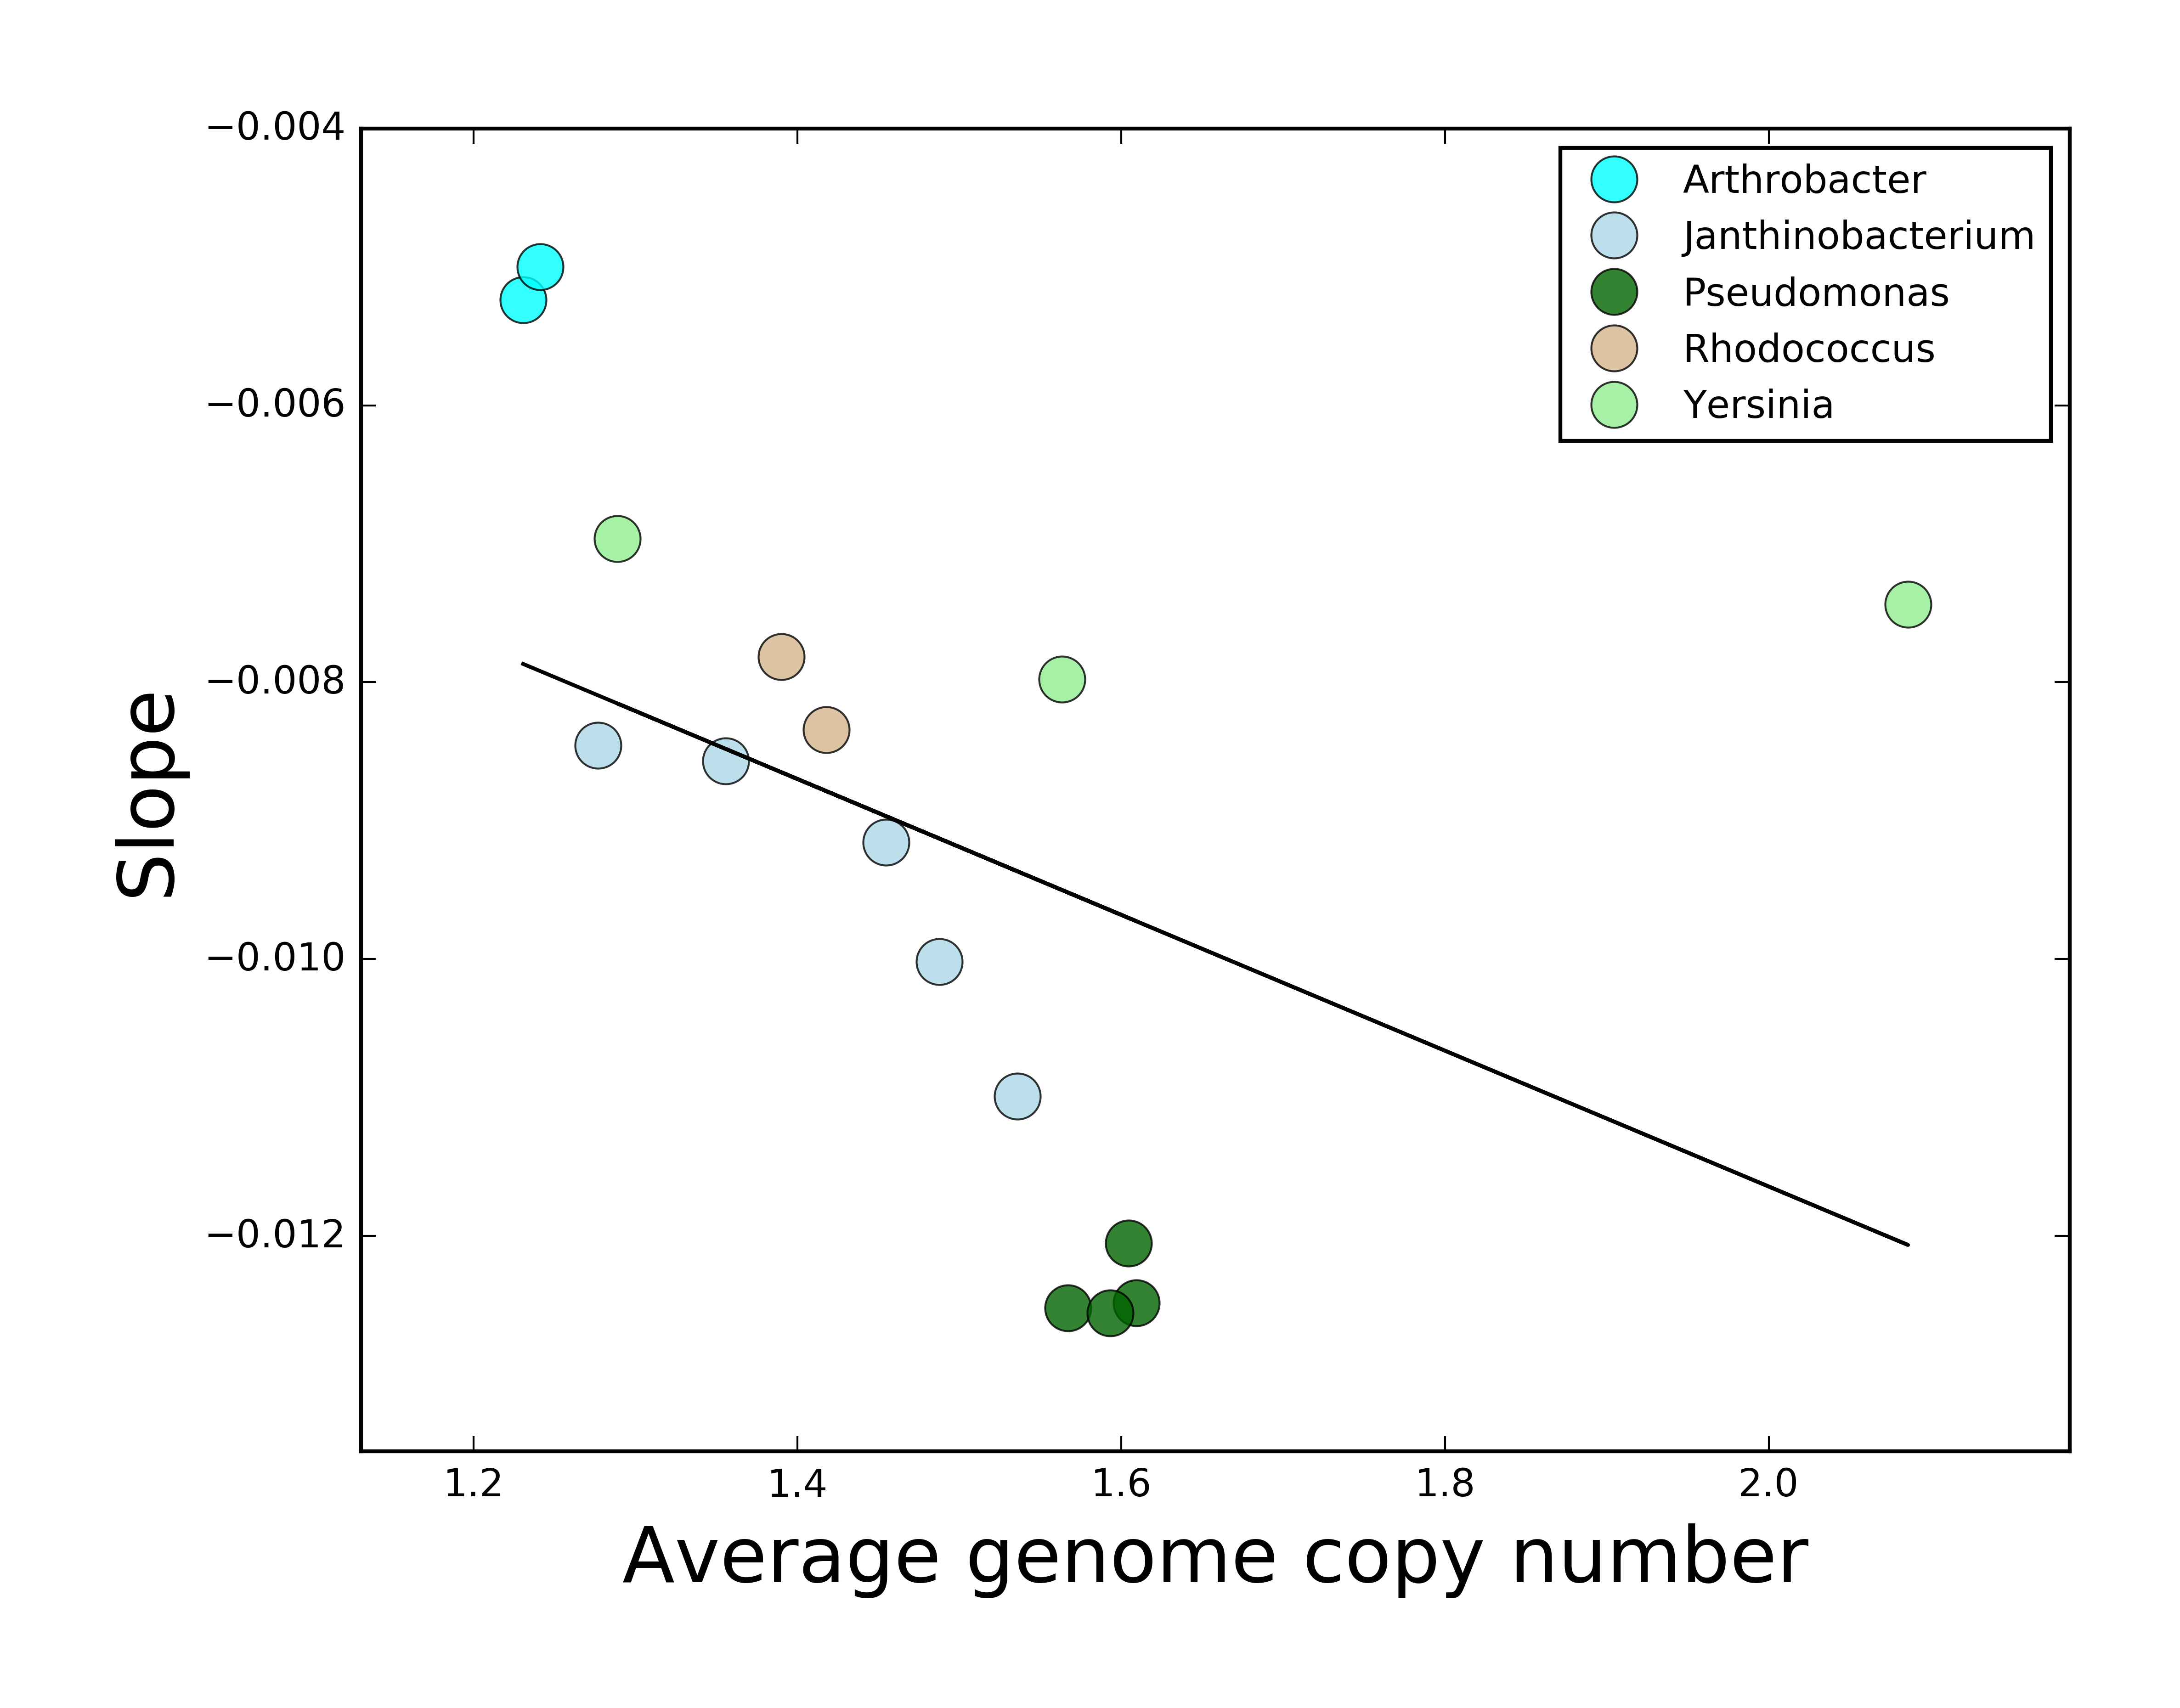 −0.004
−0.006
−0.008
−0.010
−0.012
Slope
Arthrobacter
Janthinobacterium
Pseudomonas
Rhodococcus
Yersinia
1.2 1.4 1.6 1.8 2.0
Average genome copy number